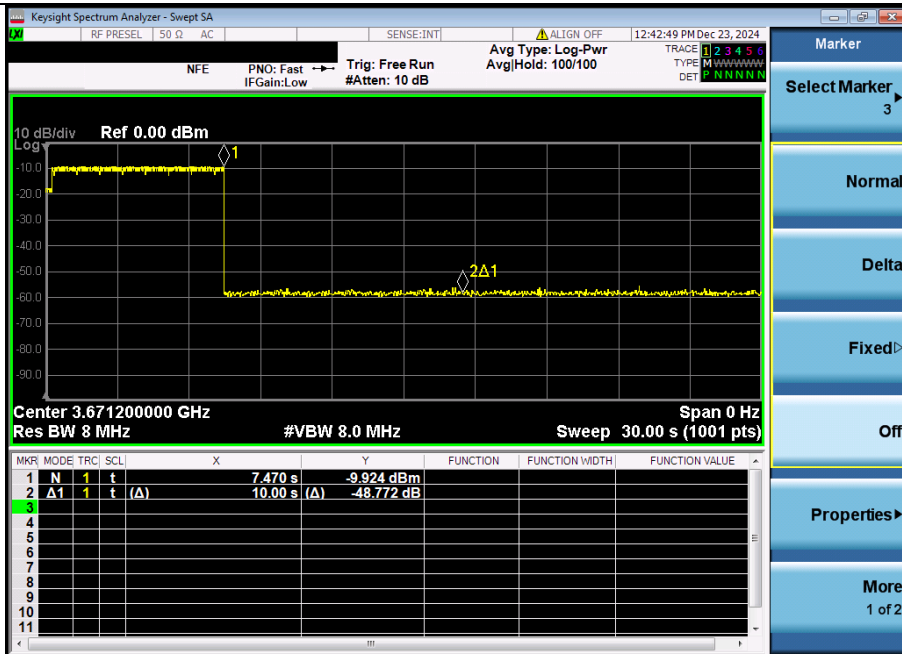 Keysight Spectrum Analyzer - Swept SA
LXI RF PRESEL 50 Ω AC SENSE:INT ALIGN OFF 12:42:49 PM Dec 23, 2024
NFE PNO: Fast Trig: Free Run Avg Type: Log-Pwr TRACE 1 2 3 4 5 6
IFGain:Low #Atten: 10 dB Avg|Hold: 100/100 TYPE M WWWWW
DET P N N N N N
10 dB/div Ref 0.00 dBm
Log
1
-10.0
-20.0
-30.0
-40.0
-50.0
2Δ1
-60.0
-70.0
-80.0
-90.0
Center 3.671200000 GHz Span 0 Hz
Res BW 8 MHz #VBW 8.0 MHz Sweep 30.00 s (1001 pts)
MKR MODE TRC SCL X Y FUNCTION FUNCTION WIDTH FUNCTION VALUE
1 N 1 t 7.470 s -9.924 dBm
2 Δ1 1 t (Δ) 10.00 s (Δ) -48.772 dB
3
4
5
6
7
8
9
10
11
Marker
Select Marker
3
Normal
Delta
Fixed
Off
Properties
More
1 of 2